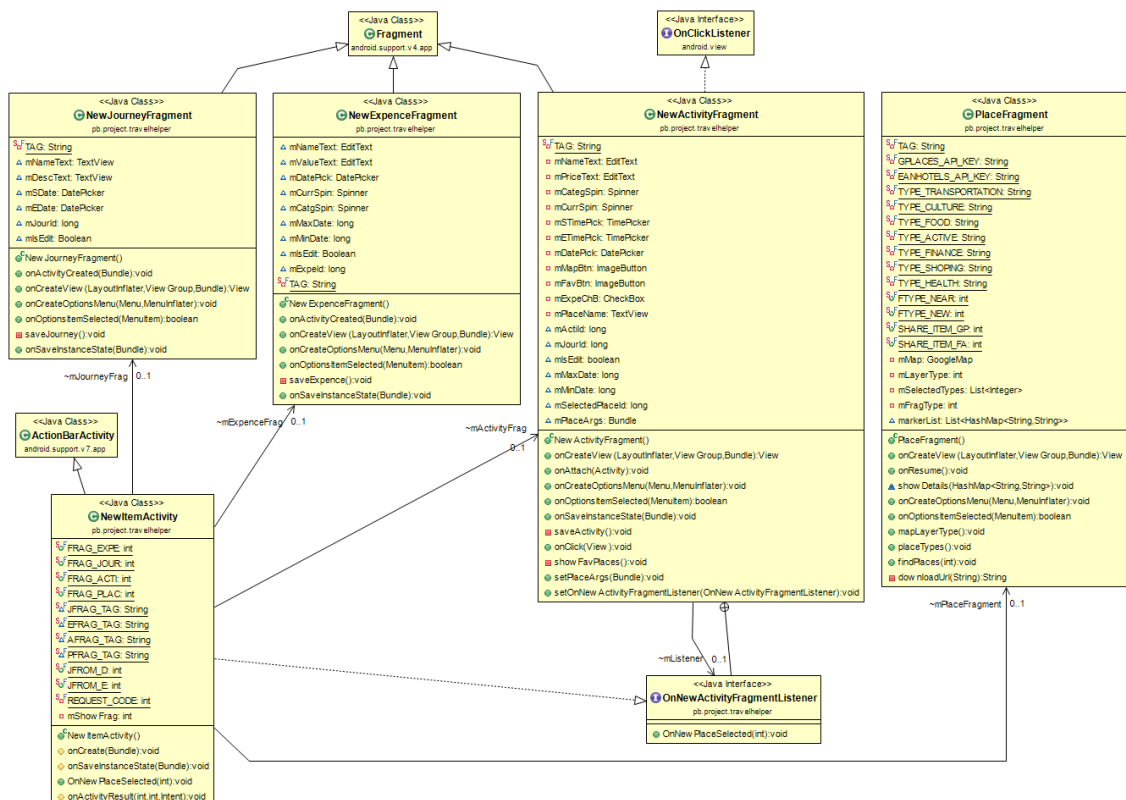 <<Java Class>>
Fragment
android.support.v4.app
<<Java Interface>>
OnClickListener
android.view
<<Java Class>>
NewJourneyFragment
pb.project.travelhelper
TAG: String
mNameText: TextView
mDescText: TextView
mSDate: DatePicker
mEDate: DatePicker
mJourId: long
mIsEdit: Boolean
NewJourneyFragment()
onActivityCreated(Bundle):void
onCreateView(LayoutInflater,ViewGroup,Bundle):View
onCreateOptionsMenu(Menu,MenuInflater):void
onOptionsItemSelected(MenuItem):boolean
saveJourney():void
onSaveInstanceState(Bundle):void
<<Java Class>>
NewExpenceFragment
pb.project.travelhelper
mNameText: EditText
mValueText: EditText
mDatePick: DatePicker
mCurrSpin: Spinner
mCatgSpin: Spinner
mMaxDate: long
mMinDate: long
mIsEdit: Boolean
mExpeId: long
TAG: String
NewExpenceFragment()
onActivityCreated(Bundle):void
onCreateView(LayoutInflater,ViewGroup,Bundle):View
onCreateOptionsMenu(Menu,MenuInflater):void
onOptionsItemSelected(MenuItem):boolean
saveExpence():void
onSaveInstanceState(Bundle):void
<<Java Class>>
NewActivityFragment
pb.project.travelhelper
TAG: String
mNameText: EditText
mPriceText: EditText
mCategSpin: Spinner
mCurrSpin: Spinner
mSTimePick: TimePicker
mETimePick: TimePicker
mDatePick: DatePicker
mMapBtn: ImageButton
mFavBtn: ImageButton
mExpeChB: CheckBox
mPlaceName: TextView
mActiId: long
mJourId: long
mIsEdit: boolean
mMaxDate: long
mMinDate: long
mSelectedPlaceId: long
mPlaceArgs: Bundle
NewActivityFragment()
onCreateView(LayoutInflater,ViewGroup,Bundle):View
onAttach(Activity):void
onCreateOptionsMenu(Menu,MenuInflater):void
onOptionsItemSelected(MenuItem):boolean
onSaveInstanceState(Bundle):void
saveActivity():void
onClick(View):void
showFavPlaces():void
setPlaceArgs(Bundle):void
setOnNewActivityFragmentListener(OnNewActivityFragmentListener):void
<<Java Class>>
PlaceFragment
pb.project.travelhelper
TAG: String
GPLACES_API_KEY: String
EANHOTELS_API_KEY: String
TYPE_TRANSPORTATION: String
TYPE_CULTURE: String
TYPE_FOOD: String
TYPE_ACTIVE: String
TYPE_FINANCE: String
TYPE_SHOPING: String
TYPE_HEALTH: String
FTYPE_NEAR: int
FTYPE_NEW: int
SHARE_ITEM_GP: int
SHARE_ITEM_FA: int
mMap: GoogleMap
mLayerType: int
mSelectedTypes: List<Integer>
mFragType: int
markerList: List<HashMap<String,String>>
PlaceFragment()
onCreateView(LayoutInflater,ViewGroup,Bundle):View
onResume():void
showDetails(HashMap<String,String>):void
onCreateOptionsMenu(Menu,MenuInflater):void
onOptionsItemSelected(MenuItem):boolean
mapLayerType():void
placeTypes():void
findPlaces(int):void
downloadUrl(String):String
~mJourneyFrag 0..1
~mExpenceFrag 0..1
~mActivityFrag
0..1
~mPlaceFragment 0..1
~mListener 0..1
<<Java Class>>
ActionBarActivity
android.support.v7.app
<<Java Class>>
NewItemActivity
pb.project.travelhelper
FRAG_EXPE: int
FRAG_JOUR: int
FRAG_ACTI: int
FRAG_PLAC: int
JFRAG_TAG: String
EFRAG_TAG: String
AFRAG_TAG: String
PFRAG_TAG: String
JFROM_D: int
JFROM_E: int
REQUEST_CODE: int
mShowFrag: int
NewItemActivity()
onCreate(Bundle):void
onSaveInstanceState(Bundle):void
OnNewPlaceSelected(int):void
onActivityResult(int,int,Intent):void
<<Java Interface>>
OnNewActivityFragmentListener
pb.project.travelhelper
OnNewPlaceSelected(int):void